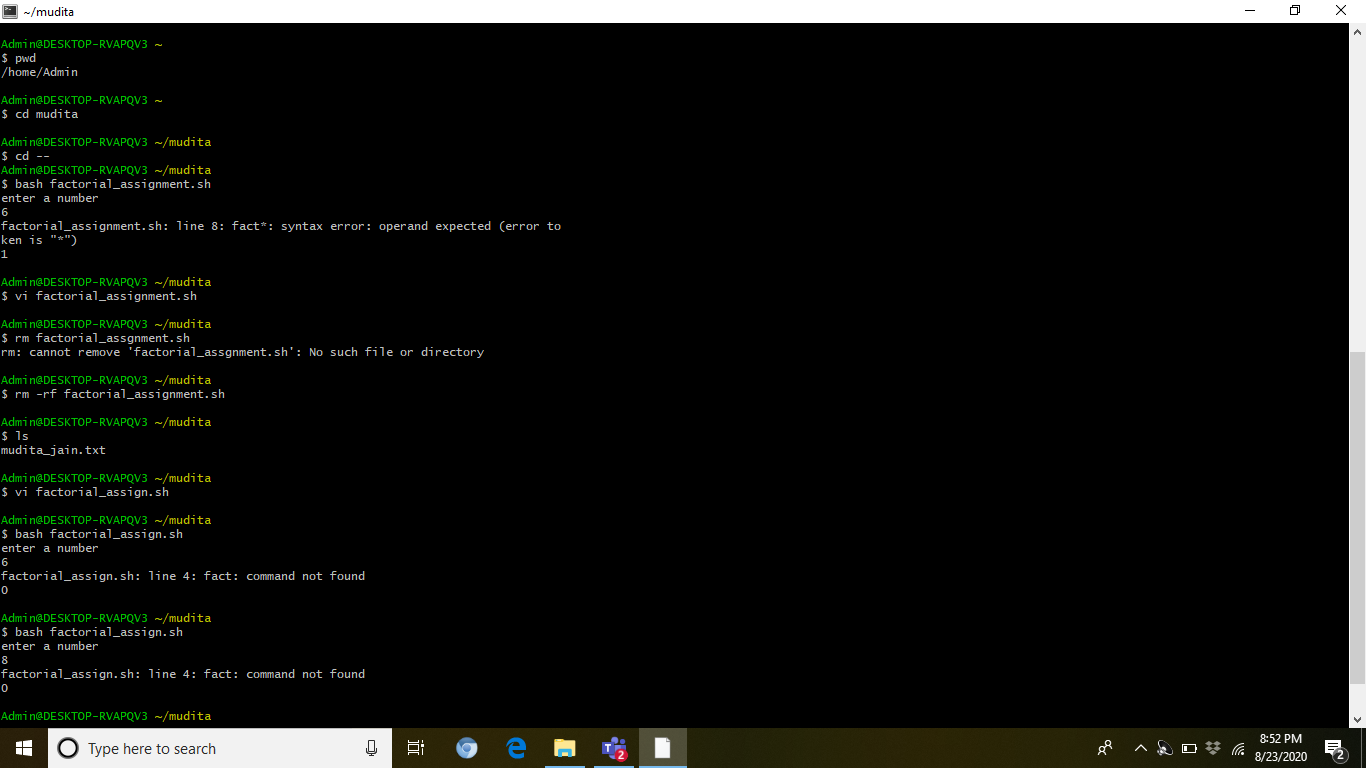 ~/mudita
Admin@DESKTOP-RVAPQV3 ~
$ pwd
/home/Admin
Admin@DESKTOP-RVAPQV3 ~
$ cd mudita
Admin@DESKTOP-RVAPQV3 ~/mudita
$ cd --
Admin@DESKTOP-RVAPQV3 ~/mudita
$ bash factorial_assignment.sh
enter a number
6
factorial_assignment.sh: line 8: fact*: syntax error: operand expected (error to
ken is "*")
1
Admin@DESKTOP-RVAPQV3 ~/mudita
$ vi factorial_assignment.sh
Admin@DESKTOP-RVAPQV3 ~/mudita
$ rm factorial_assgnment.sh
rm: cannot remove 'factorial_assgnment.sh': No such file or directory
Admin@DESKTOP-RVAPQV3 ~/mudita
$ rm -rf factorial_assignment.sh
Admin@DESKTOP-RVAPQV3 ~/mudita
$ ls
mudita_jain.txt
Admin@DESKTOP-RVAPQV3 ~/mudita
$ vi factorial_assign.sh
Admin@DESKTOP-RVAPQV3 ~/mudita
$ bash factorial_assign.sh
enter a number
6
factorial_assign.sh: line 4: fact: command not found
0
Admin@DESKTOP-RVAPQV3 ~/mudita
$ bash factorial_assign.sh
enter a number
8
factorial_assign.sh: line 4: fact: command not found
0
Admin@DESKTOP-RVAPQV3 ~/mudita
Type here to search
T
2
8:52 PM
8/23/2020
2